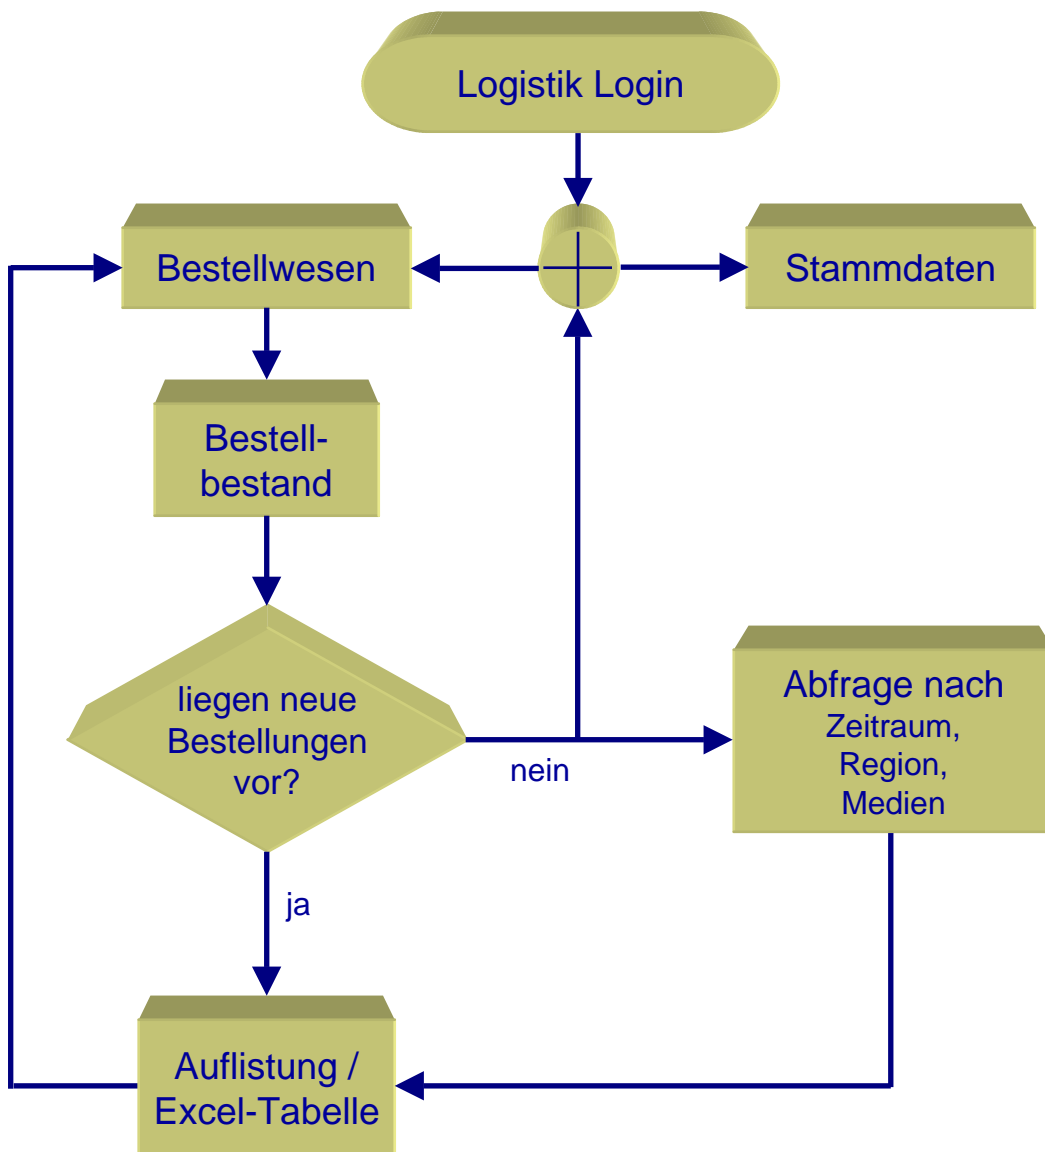 Logistik Login
Bestellwesen
Stammdaten
Bestell-
bestand
liegen neue
Bestellungen
vor?
nein
Abfrage nach
Zeitraum,
Region,
Medien
ja
Auflistung /
Excel-Tabelle